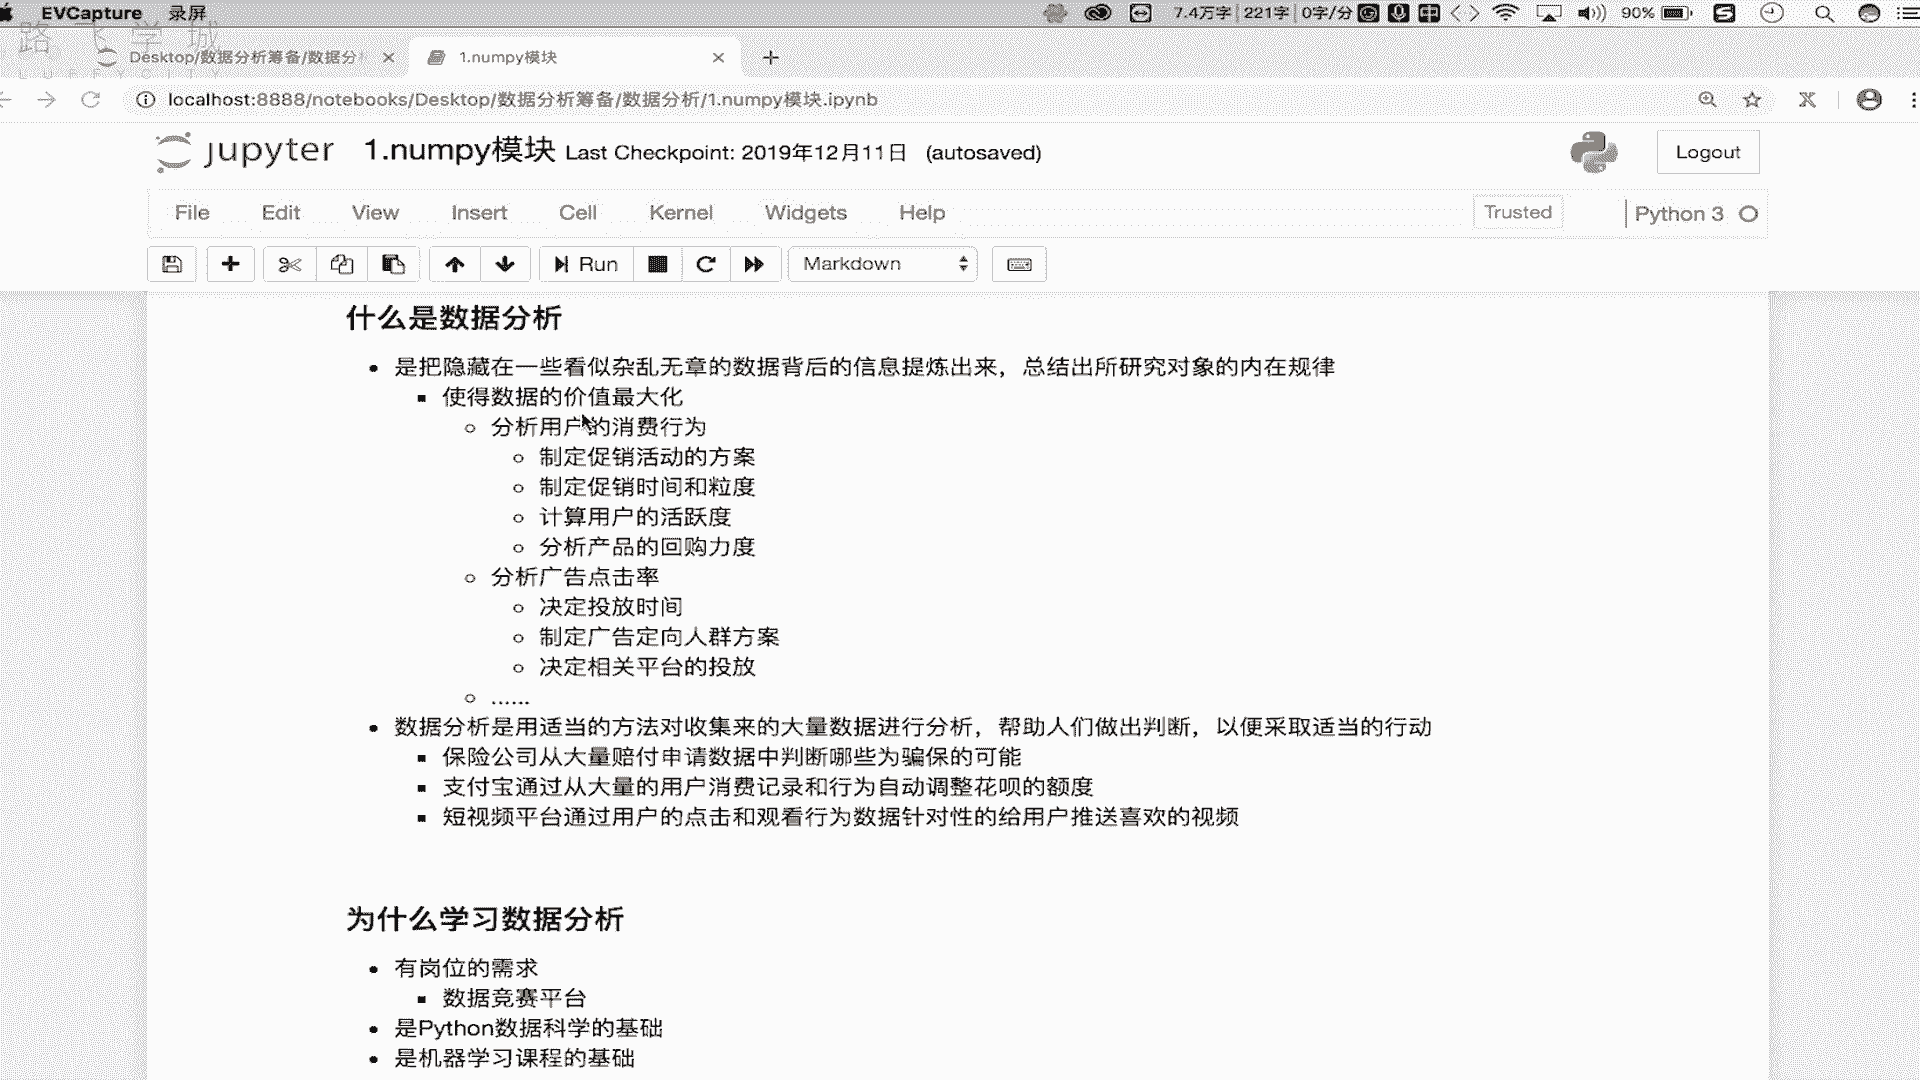 EVCapture 录屏 7.4万字 221字 0字/分 中 90%
路飞学城
LUFFYCITY
Desktop/数据分析筹备/数据分 1.numpy模块
localhost:8888/notebooks/Desktop/数据分析筹备/数据分析/1.numpy模块.ipynb
jupyter 1.numpy模块 Last Checkpoint: 2019年12月11日 (autosaved) Logout
File Edit View Insert Cell Kernel Widgets Help Trusted Python 3
Run Markdown
什么是数据分析
是把隐藏在一些看似杂乱无章的数据背后的信息提炼出来，总结出所研究对象的内在规律
使得数据的价值最大化
分析用户的消费行为
制定促销活动的方案
制定促销时间和粒度
计算用户的活跃度
分析产品的回购力度
分析广告点击率
决定投放时间
制定广告定向人群方案
决定相关平台的投放
......
数据分析是用适当的方法对收集来的大量数据进行分析，帮助人们做出判断，以便采取适当的行动
保险公司从大量赔付申请数据中判断哪些为骗保的可能
支付宝通过从大量的用户消费记录和行为自动调整花呗的额度
短视频平台通过用户的点击和观看行为数据针对性的给用户推送喜欢的视频
为什么学习数据分析
有岗位的需求
数据竞赛平台
是Python数据科学的基础
是机器学习课程的基础